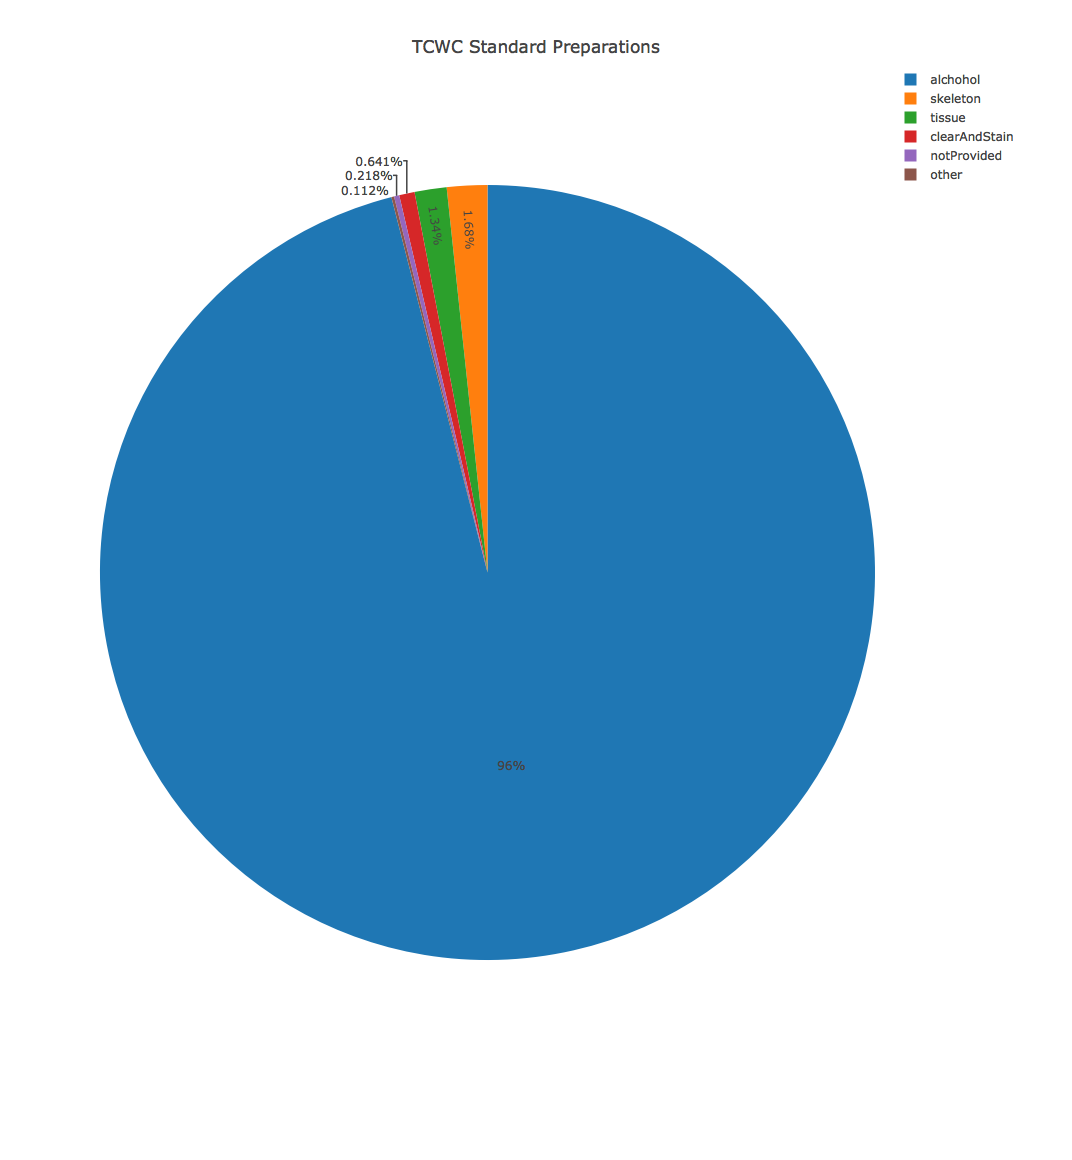 TCWC Standard Preparations
alchohol
skeleton
tissue
clearAndStain
notProvided
other
0.641%
0.218%
0.112%
1.34%
1.68%
96%